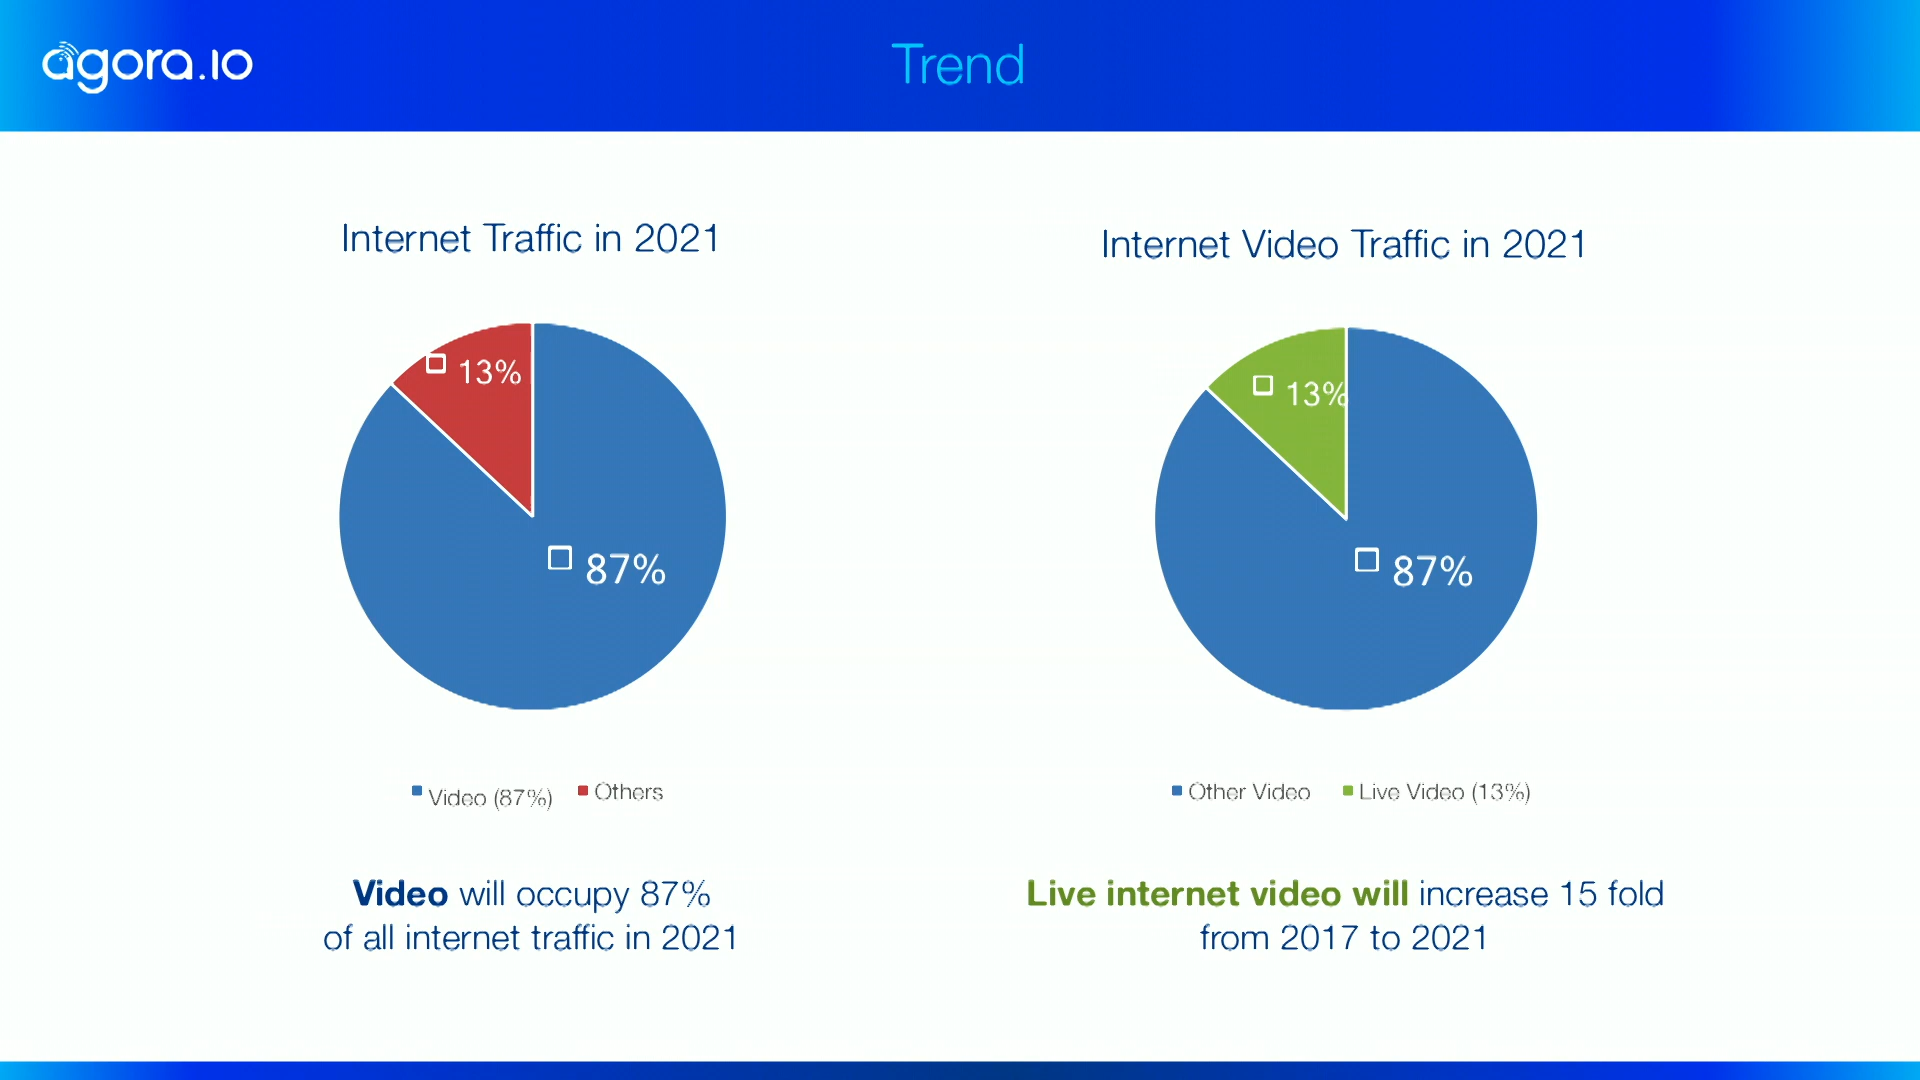 agora.io
Trend
Internet Traffic in 2021
13%
87%
Video (87%)
Others
Video will occupy 87%
of all internet traffic in 2021
Internet Video Traffic in 2021
13%
87%
Other Video
Live Video (13%)
Live internet video will increase 15 fold
from 2017 to 2021